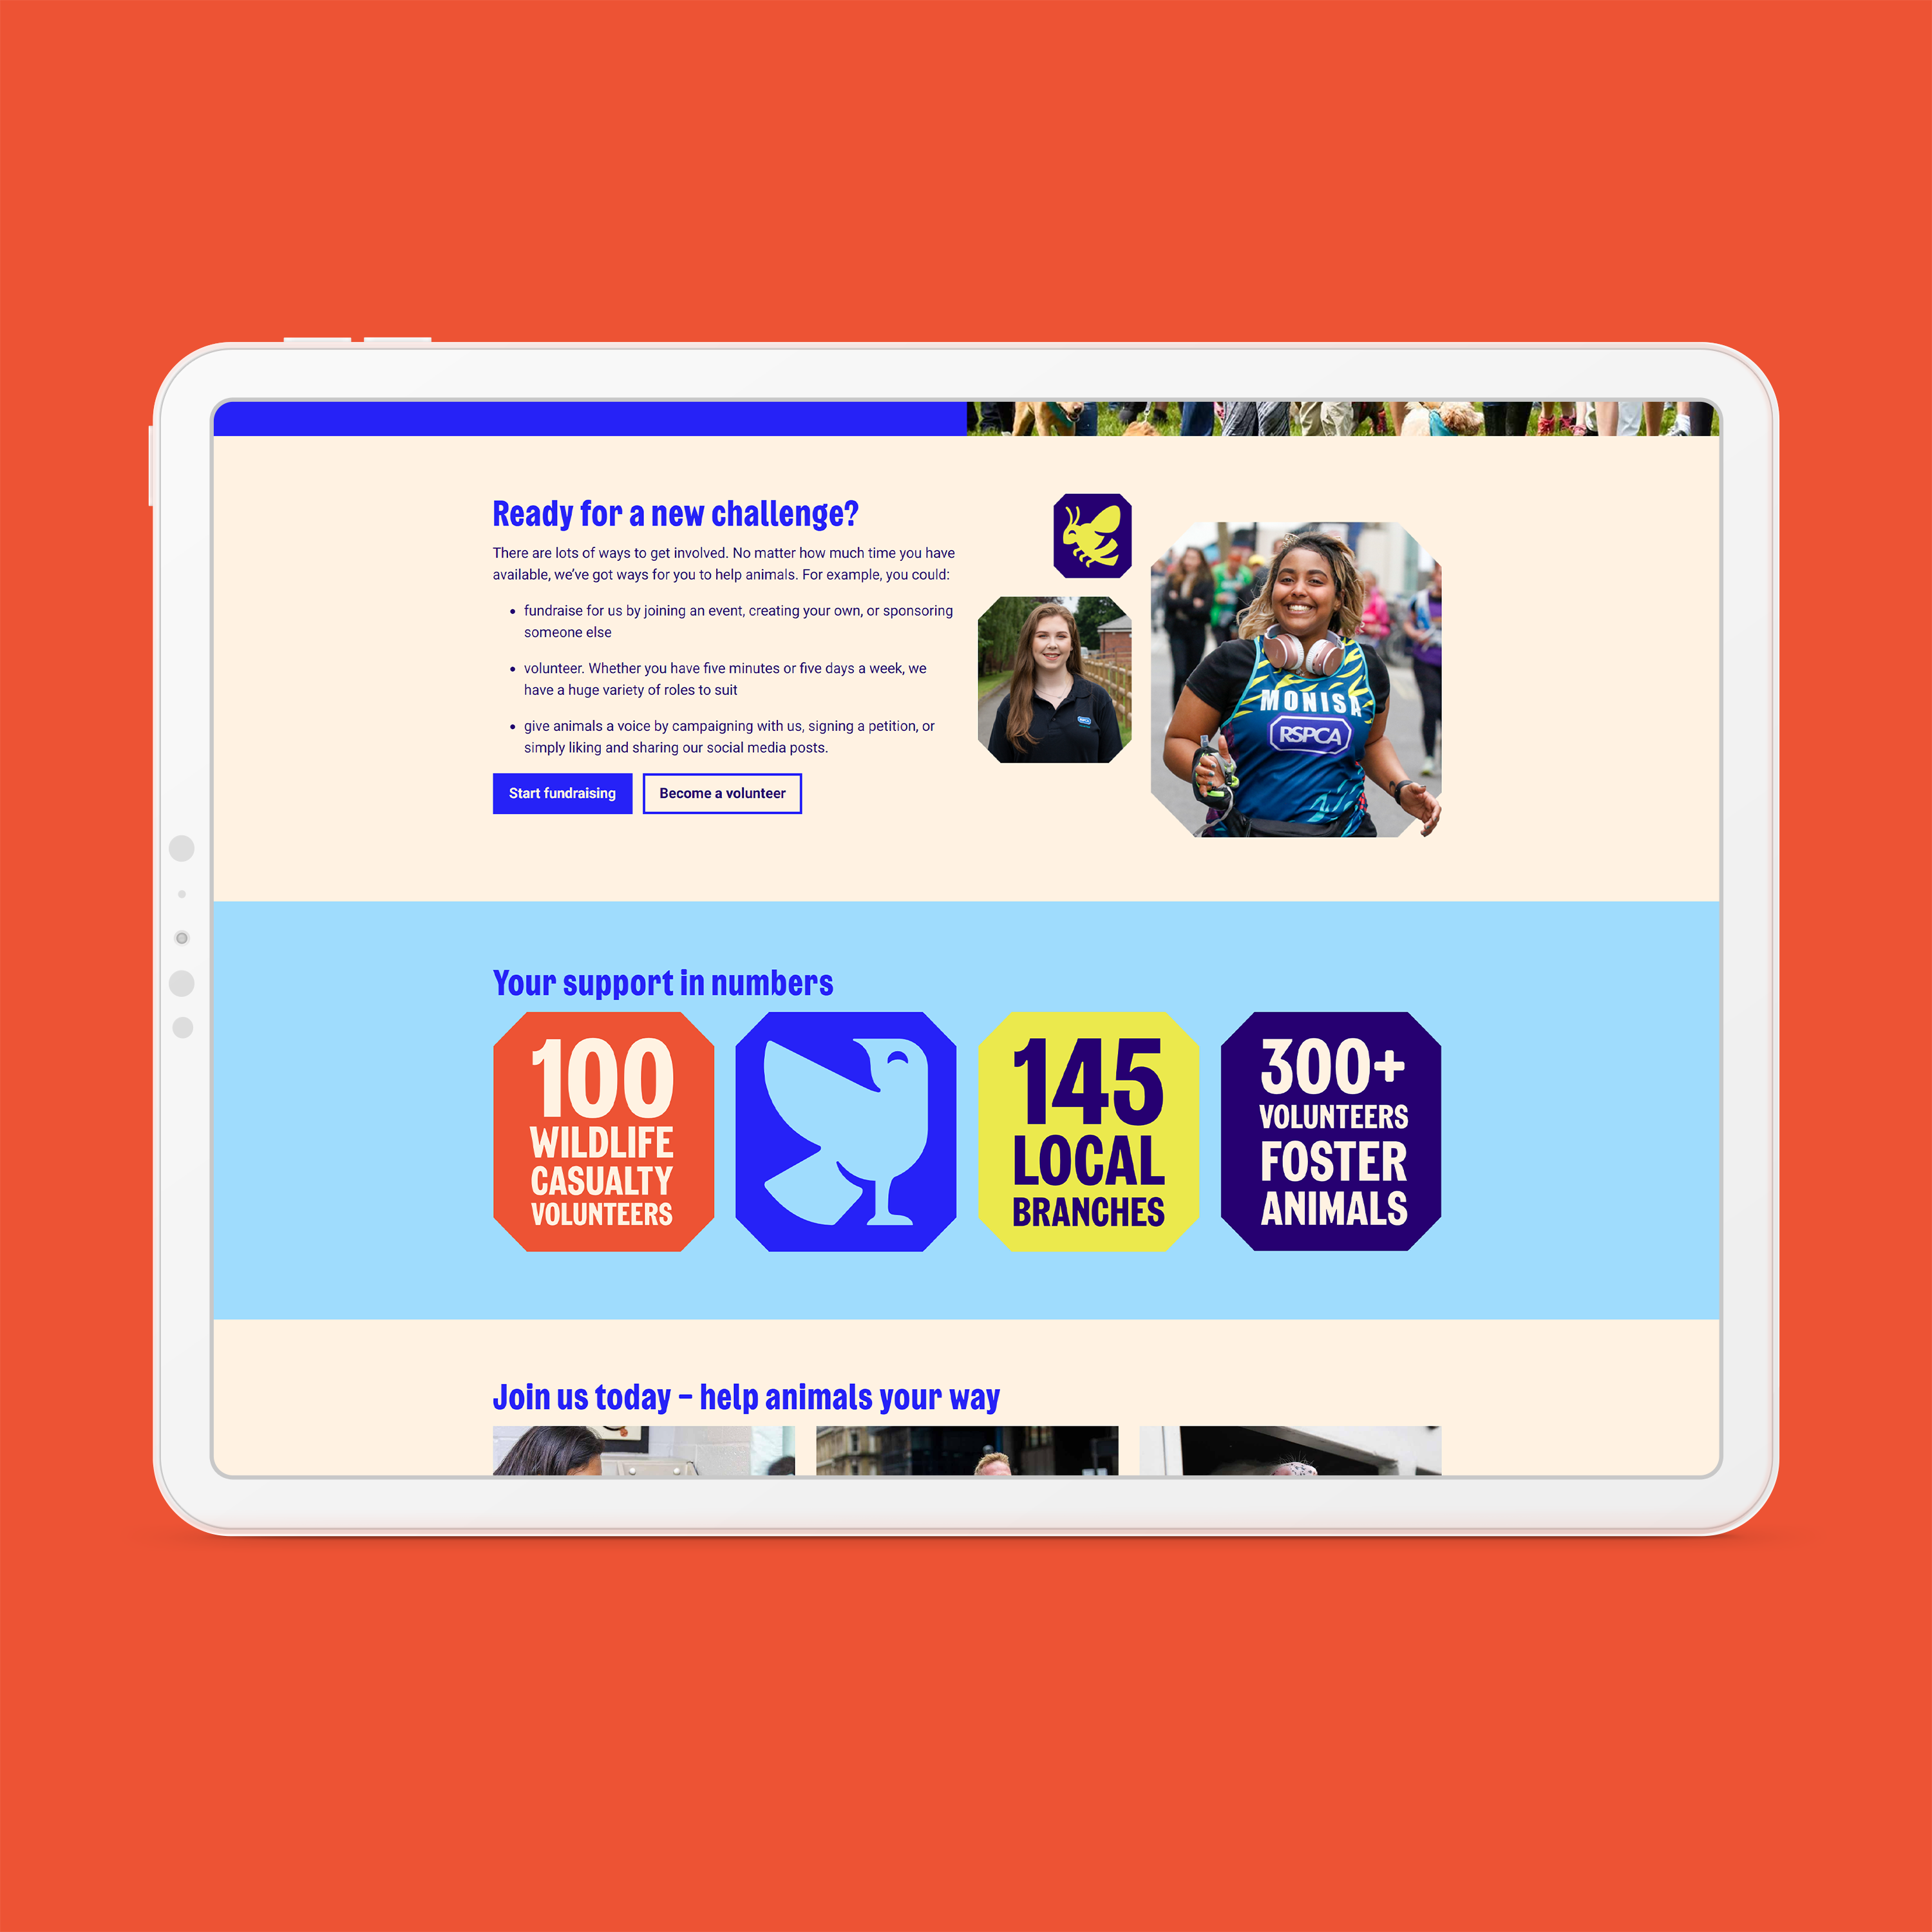 Ready for a new challenge?
There are lots of ways to get involved. No matter how much time you have
available, we've got ways for you to help animals. For example, you could:
• fundraise for us by joining an event, creating your own, or sponsoring
someone else
• volunteer. Whether you have five minutes or five days a week, we
have a huge variety of roles to suit
• give animals a voice by campaigning with us, signing a petition, or
simply liking and sharing our social media posts.
Start fundraising
Become a volunteer
RSPCA
MONISA
RSPCA
Your support in numbers
100
WILDLIFE
CASUALTY
VOLUNTEERS
145
LOCAL
BRANCHES
300+
VOLUNTEERS
FOSTER
ANIMALS
Join us today – help animals your way